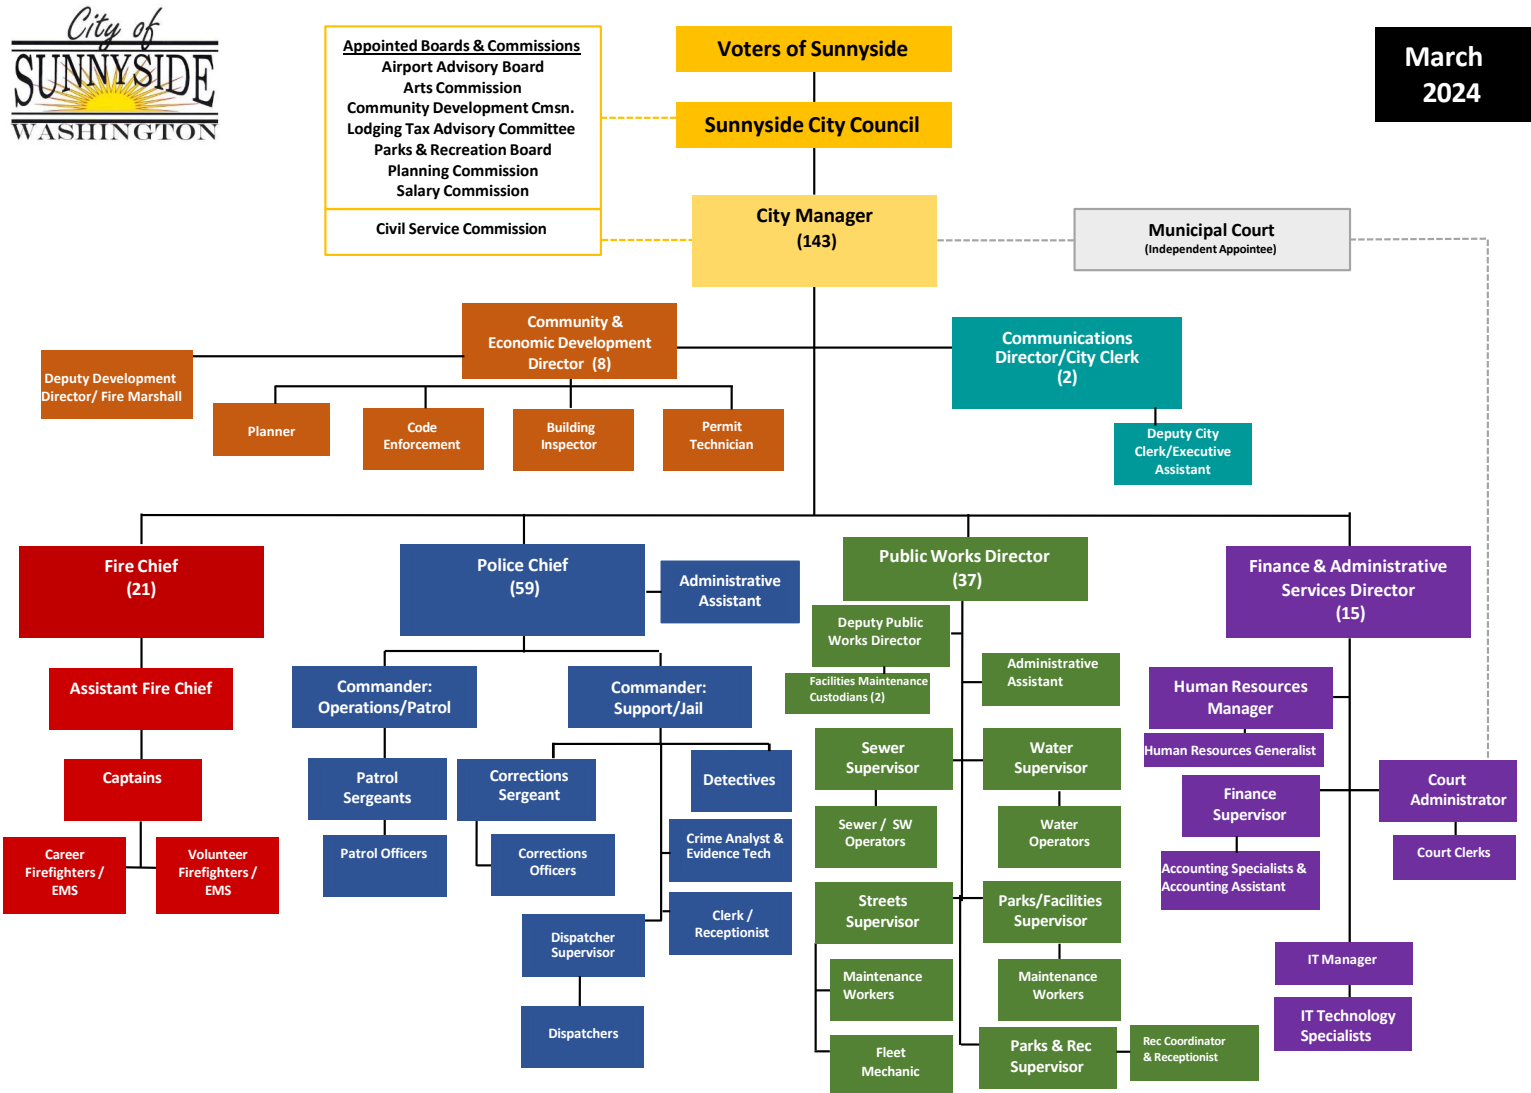 City of
SUNNYSIDE
WASHINGTON
Appointed Boards & Commissions
Airport Advisory Board
Arts Commission
Community Development Cmsn.
Lodging Tax Advisory Committee
Parks & Recreation Board
Planning Commission
Salary Commission
Civil Service Commission
Voters of Sunnyside
Sunnyside City Council
City Manager
(143)
March
2024
Municipal Court
(Independent Appointee)
Community &
Economic Development
Director (8)
Communications
Director/City Clerk
(2)
Deputy Development
Director/ Fire Marshall
Planner
Code
Enforcement
Building
Inspector
Permit
Technician
Deputy City
Clerk/Executive
Assistant
Fire Chief
(21)
Assistant Fire Chief
Captains
Career
Firefighters /
EMS
Volunteer
Firefighters /
EMS
Police Chief
(59)
Administrative
Assistant
Commander:
Operations/Patrol
Commander:
Support/Jail
Patrol
Sergeants
Patrol Officers
Corrections
Sergeant
Corrections
Officers
Detectives
Crime Analyst &
Evidence Tech
Clerk /
Receptionist
Dispatcher
Supervisor
Dispatchers
Public Works Director
(37)
Deputy Public
Works Director
Facilities Maintenance
Custodians (2)
Administrative
Assistant
Sewer
Supervisor
Water
Supervisor
Sewer / SW
Operators
Water
Operators
Streets
Supervisor
Parks/Facilities
Supervisor
Maintenance
Workers
Maintenance
Workers
Fleet
Mechanic
Parks & Rec
Supervisor
Rec Coordinator
& Receptionist
Finance & Administrative
Services Director
(15)
Human Resources
Manager
Human Resources Generalist
Finance
Supervisor
Court
Administrator
Accounting Specialists &
Accounting Assistant
Court Clerks
IT Manager
IT Technology
Specialists